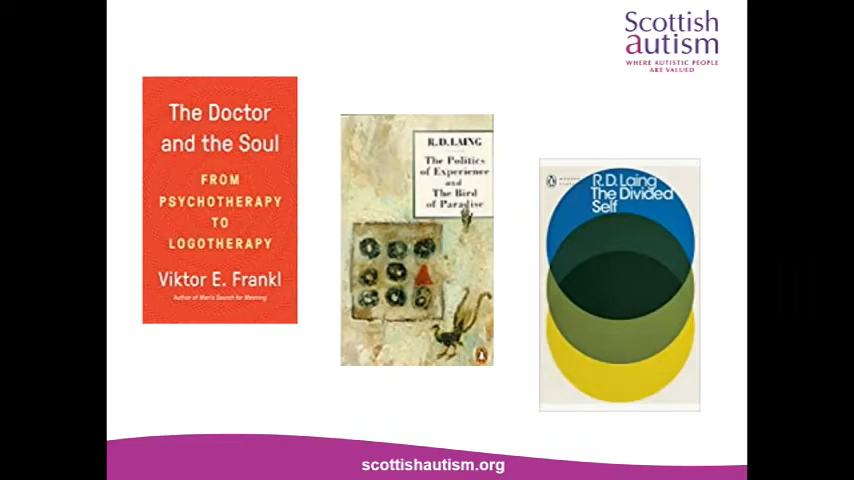 Scottish
autism
WHERE AUTISTIC PEOPLE
ARE VALUED
The Doctor
and the Soul
FROM
PSYCHOTHERAPY
TO
LOGOTHERAPY
Viktor E. Frankl
Author of Man's Search for Meaning
R.D. LAING
The Politics
of Experience
and
The Bird
of Paradise
R.D. Laing
The Divided
Self
scottishautism.org